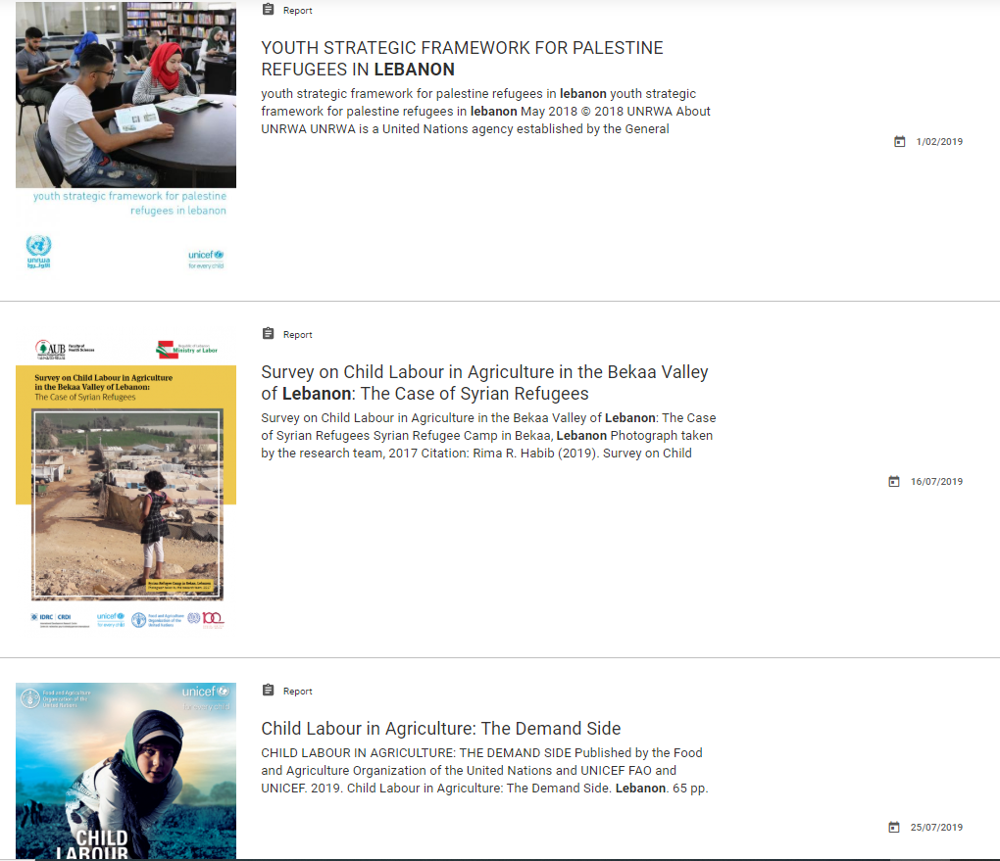 Report
YOUTH STRATEGIC FRAMEWORK FOR PALESTINE
REFUGEES IN LEBANON
youth strategic framework for palestine refugees in lebanon youth strategic
framework for palestine refugees in lebanon May 2018 © 2018 UNRWA About
UNRWA UNRWA is a United Nations agency established by the General
1/02/2019
youth strategic framework for palestine
refugees in lebanon
unrwa
الأونروا
unicef
for every child
Report
Survey on Child Labour in Agriculture in the Bekaa Valley
of Lebanon: The Case of Syrian Refugees
Survey on Child Labour in Agriculture in the Bekaa Valley of Lebanon: The Case
of Syrian Refugees Syrian Refugee Camp in Bekaa, Lebanon Photograph taken
by the research team, 2017 Citation: Rima R. Habib (2019). Survey on Child
16/07/2019
AUB
Faculty of
Health Sciences
Republic of Lebanon
Ministry of Labor
Survey on Child Labour in Agriculture
in the Bekaa Valley of Lebanon:
The Case of Syrian Refugees
Syrian Refugee Camp in Bekaa, Lebanon
IDRC | CRDI
unicef
for every child
Food and Agriculture
Organization of the
United Nations
100
Report
Child Labour in Agriculture: The Demand Side
CHILD LABOUR IN AGRICULTURE: THE DEMAND SIDE Published by the Food
and Agriculture Organization of the United Nations and UNICEF FAO and
UNICEF. 2019. Child Labour in Agriculture: The Demand Side. Lebanon. 65 pp.
25/07/2019
Food and Agriculture
Organization of the
United Nations
unicef
for every child
CHILD
LABOUR